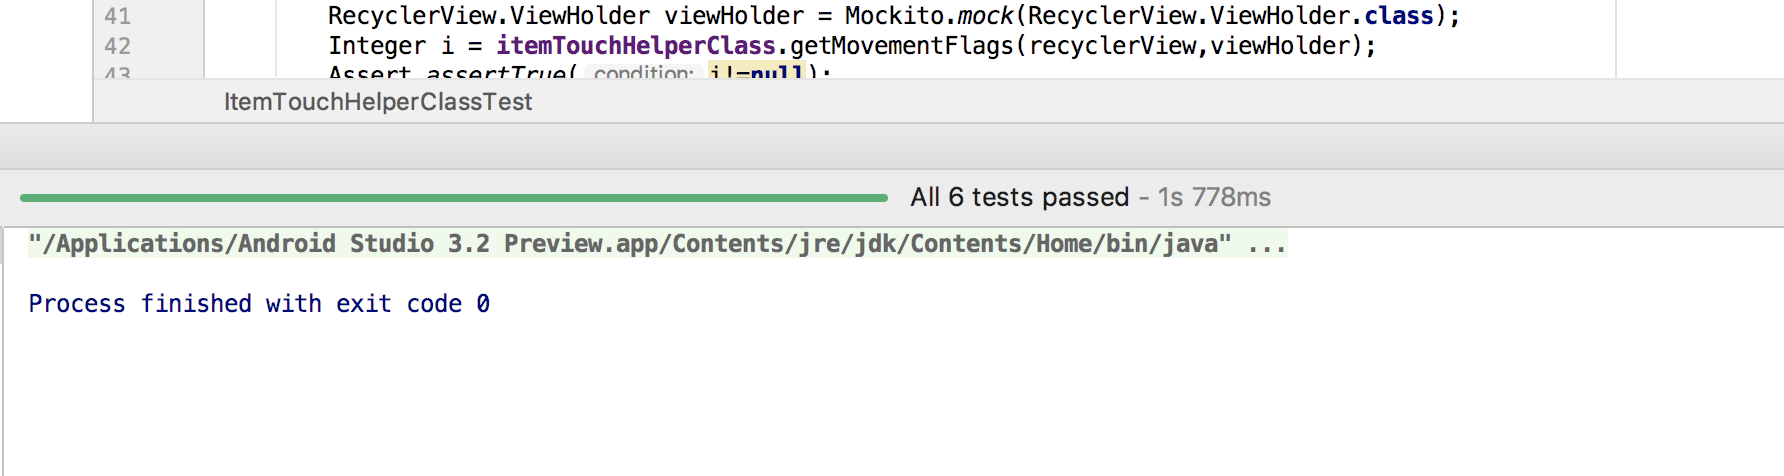 41 RecyclerView.ViewHolder viewHolder = Mockito.mock(RecyclerView.ViewHolder.class);
42 Integer i = itemTouchHelperClass.getMovementFlags(recyclerView,viewHolder);
43 Assert.assertTrue( condition: i!=null);
ItemTouchHelperClassTest
All 6 tests passed - 1s 778ms
"/Applications/Android Studio 3.2 Preview.app/Contents/jre/jdk/Contents/Home/bin/java" ...
Process finished with exit code 0